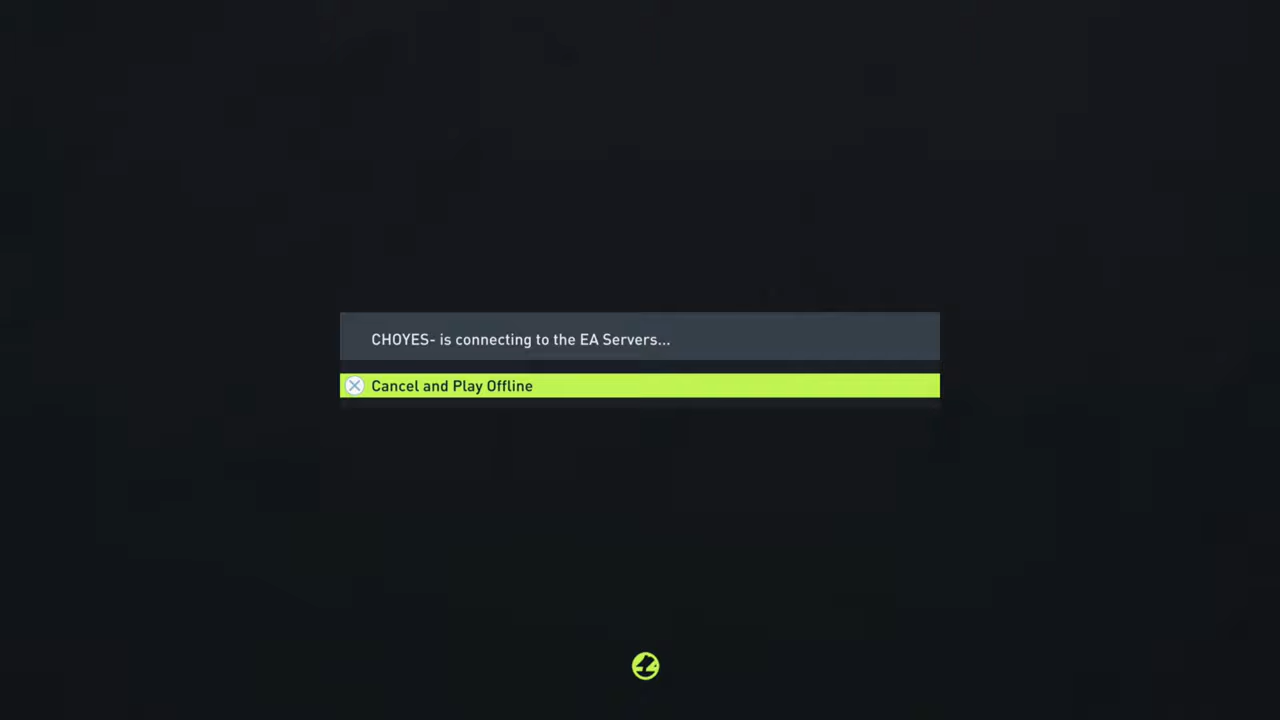 CHOYES- is connecting to the EA Servers...
Cancel and Play Offline